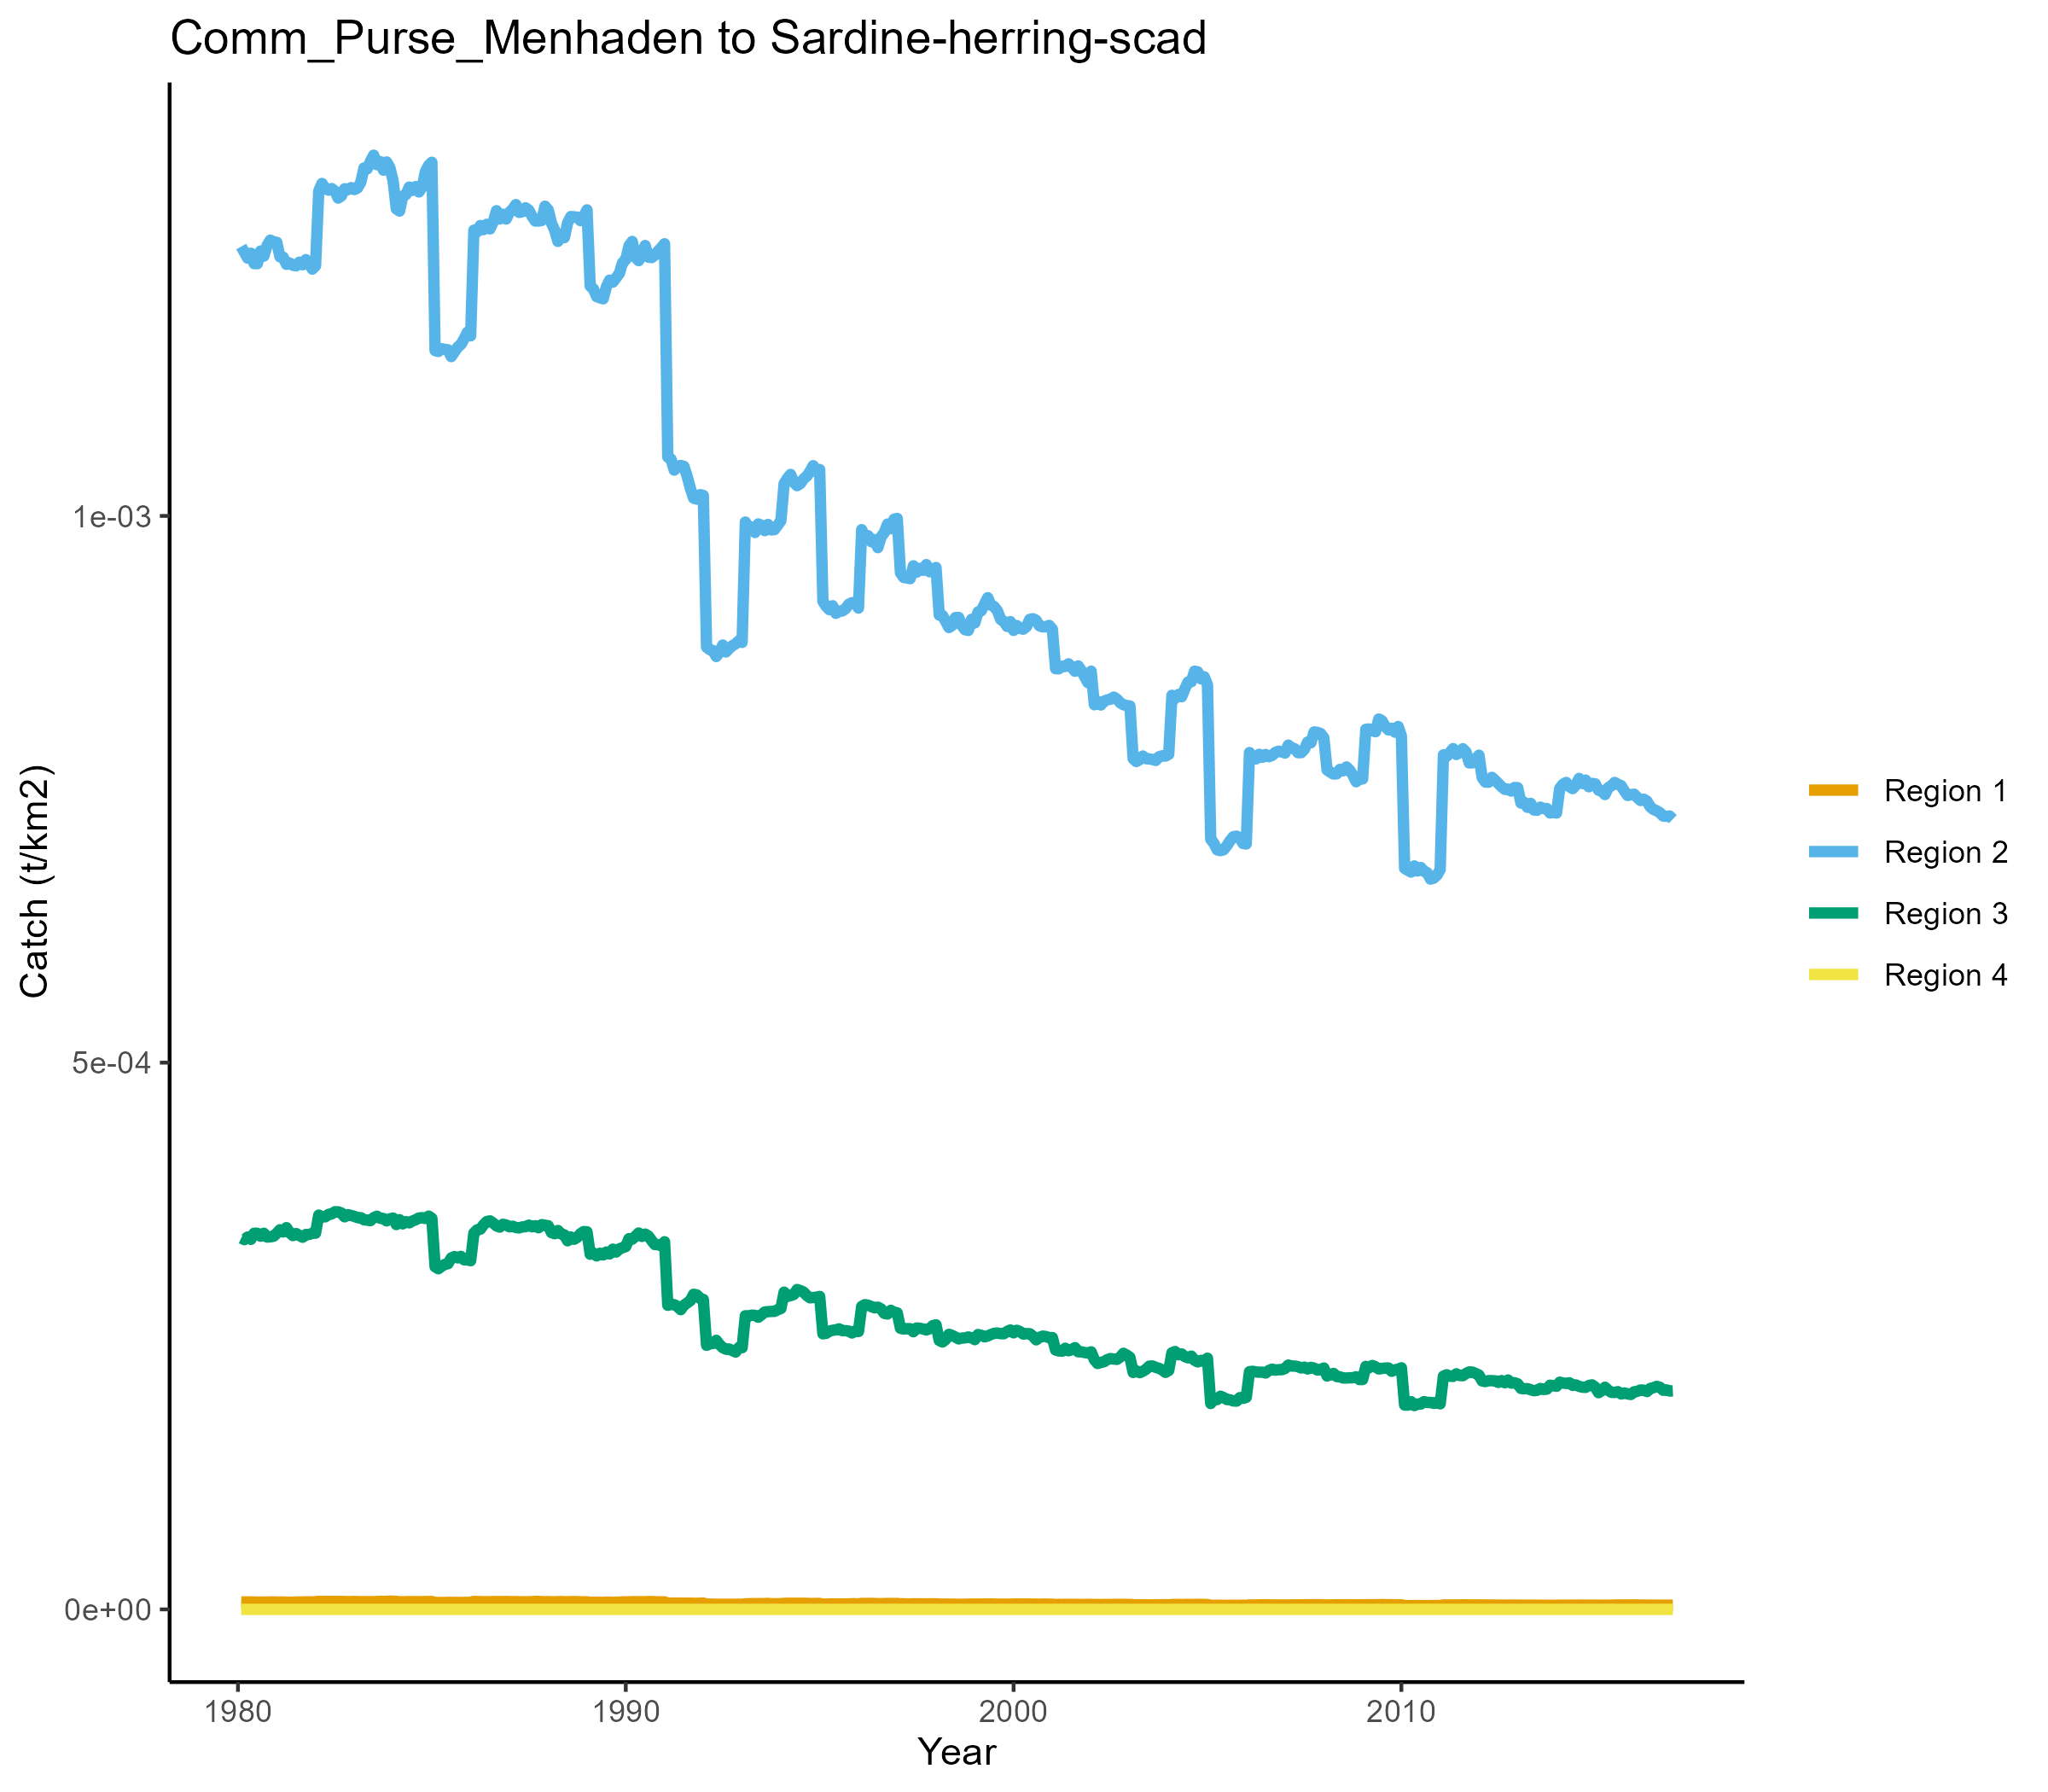 Comm_Purse_Menhaden to Sardine-herring-scad
Catch (t/km2)
1e-03
5e-04
0e+00
1980 1990 2000 2010
Year
Region 1
Region 2
Region 3
Region 4